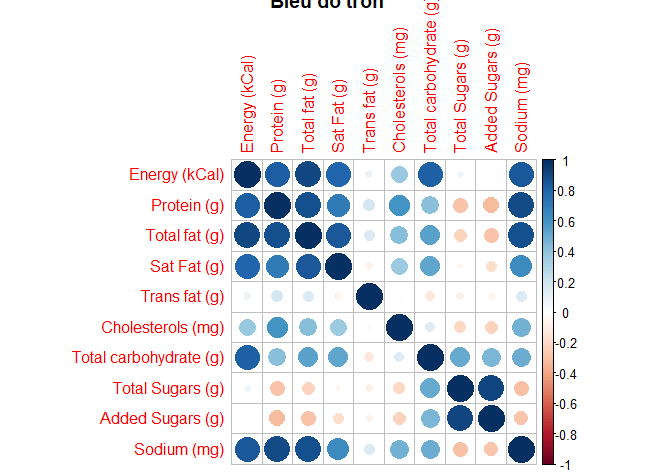 Bieu do tron
Energy (kCal)
Protein (g)
Total fat (g)
Sat Fat (g)
Trans fat (g)
Cholesterols (mg)
Total carbohydrate (g)
Total Sugars (g)
Added Sugars (g)
Sodium (mg)
Energy (kCal)
Protein (g)
Total fat (g)
Sat Fat (g)
Trans fat (g)
Cholesterols (mg)
Total carbohydrate (g)
Total Sugars (g)
Added Sugars (g)
Sodium (mg)
1
0.8
0.6
0.4
0.2
0
-0.2
-0.4
-0.6
-0.8
-1